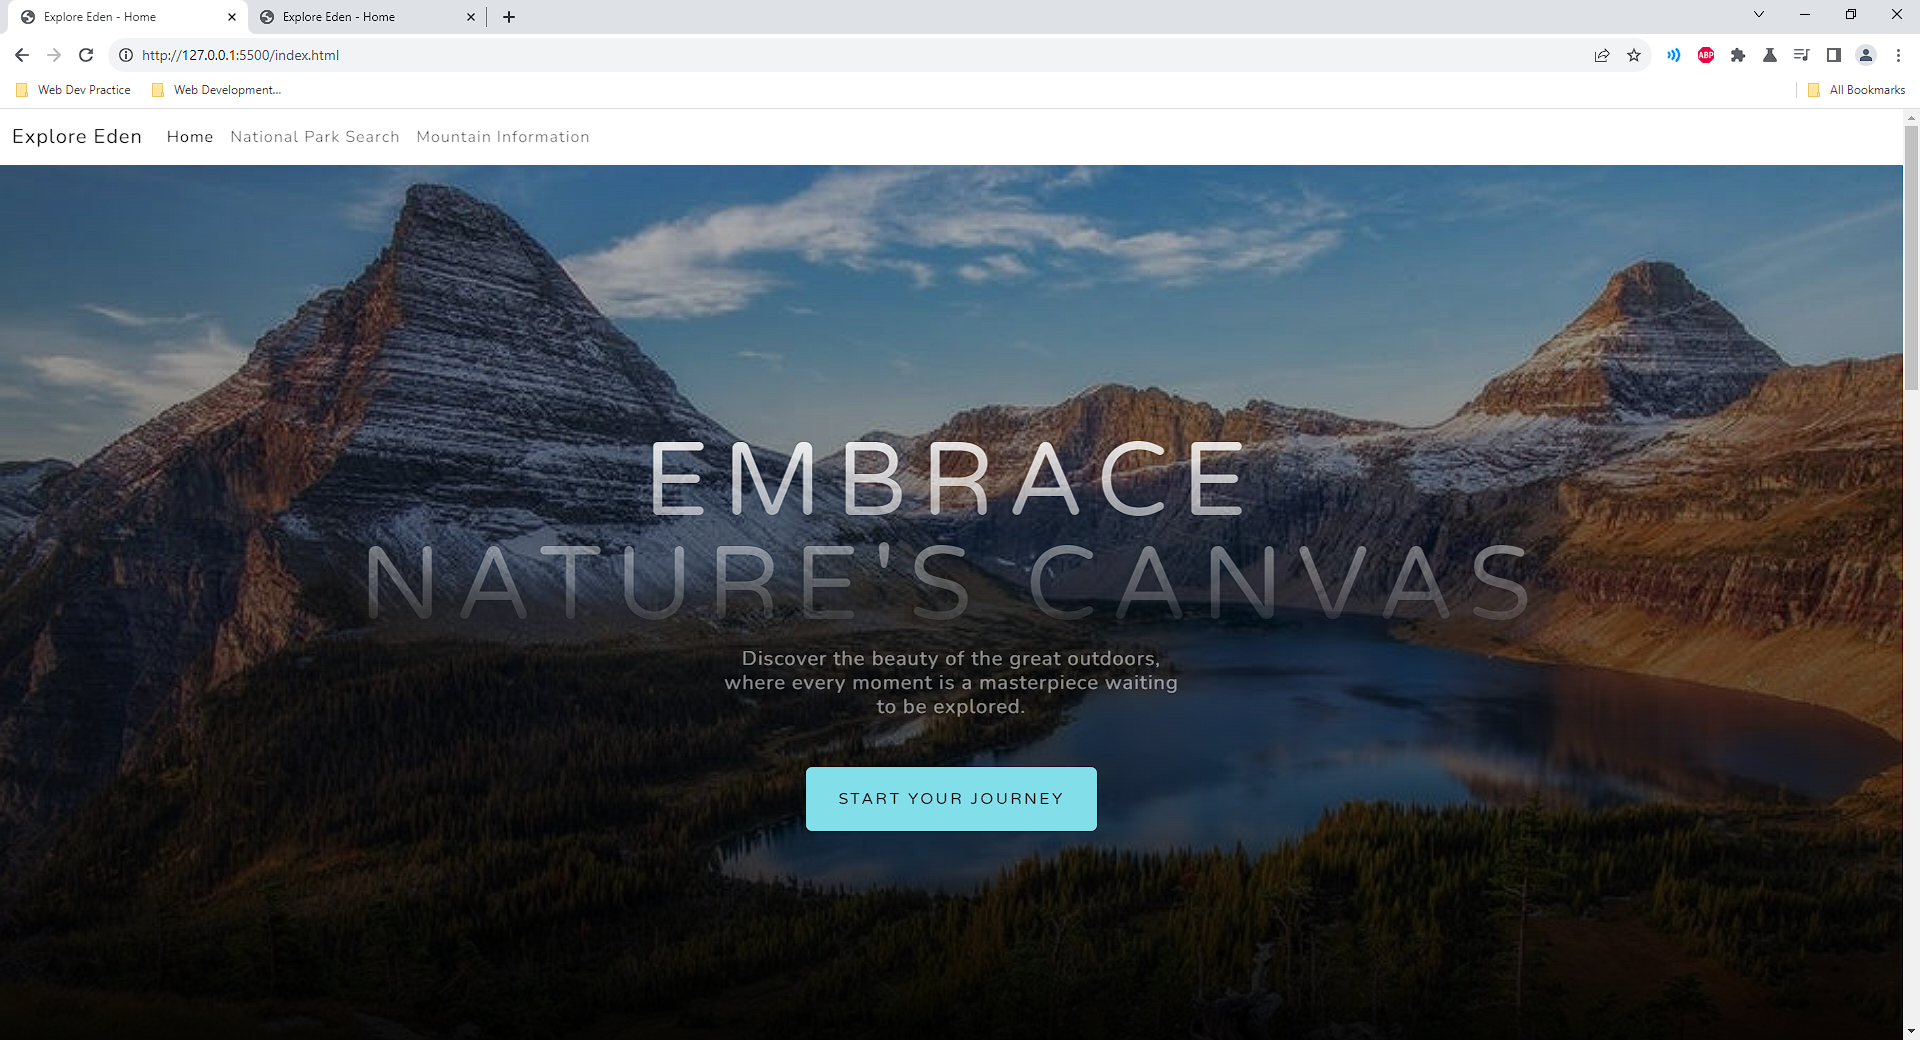 Explore Eden - Home
Explore Eden - Home
http://127.0.0.1:5500/index.html
ABP
Web Dev Practice
Web Development...
All Bookmarks
Explore Eden
Home
National Park Search
Mountain Information
EMBRACE
NATURE'S CANVAS
Discover the beauty of the great outdoors,
where every moment is a masterpiece waiting
to be explored.
START YOUR JOURNEY